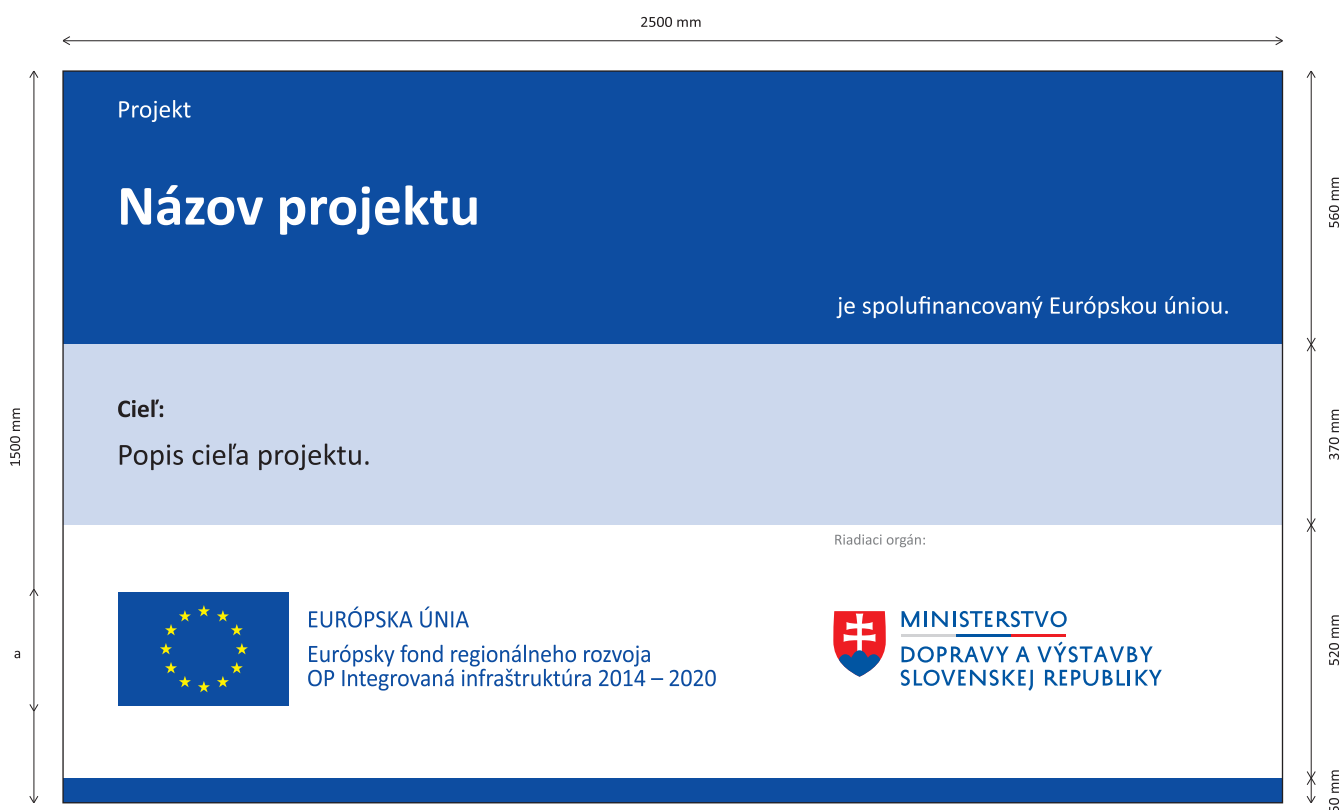 2500 mm
Projekt
Názov projektu
560 mm
je spolufinancovaný Európskou úniou.
Cieľ:
Popis cieľa projektu.
1500 mm
370 mm
Riadiaci orgán:
a
EURÓPSKA ÚNIA
Európsky fond regionálneho rozvoja
OP Integrovaná infraštruktúra 2014 – 2020
MINISTERSTVO
DOPRAVY A VÝSTAVBY
SLOVENSKEJ REPUBLIKY
520 mm
50 mm